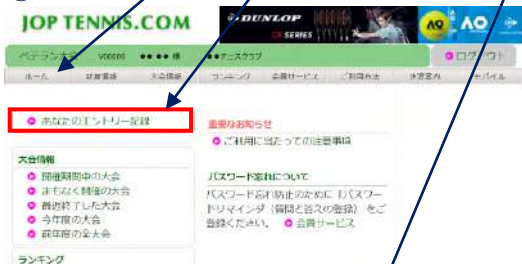 JOP TENNIS.COM
DUNLOP
CX SERIES
AO
AO
ベテラン大会 V00006 ●●●● 様 ●●テニスクラブ
ログアウト
ホーム 新着情報 大会情報 ランキング 会員サービス ご利用方法 モバイル
あなたのエントリー記録
重要なお知らせ
ご利用に当たっての注意事項
大会情報
開催期間中の大会
まもなく開催の大会
最近終了した大会
今年度の大会
前年度の全大会
パスワード忘れについて
パスワード忘れ防止のために『パスワー
ドリマインダ（質問と答えの登録）をご
登録ください。 会員サービス
ランキング